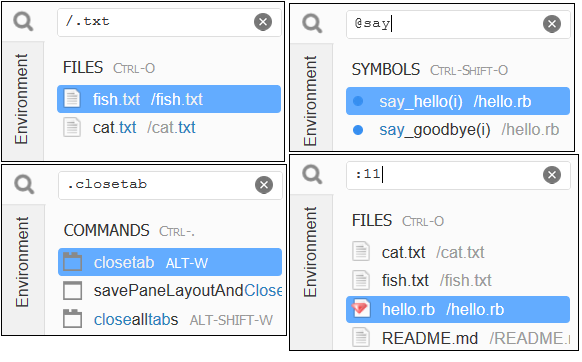 /.txt
Environment
FILES CTRL-O
fish.txt /fish.txt
cat.txt /cat.txt
@say
Environment
SYMBOLS CTRL-SHIFT-O
say_hello(i) /hello.rb
say_goodbye(i) /hello.rb
.closetab
Environment
COMMANDS CTRL-.
closetab ALT-W
savePaneLayoutAndClose
closealltabs ALT-SHIFT-W
:11
Environment
FILES CTRL-O
cat.txt /cat.txt
fish.txt /fish.txt
hello.rb /hello.rb
README.md /README.